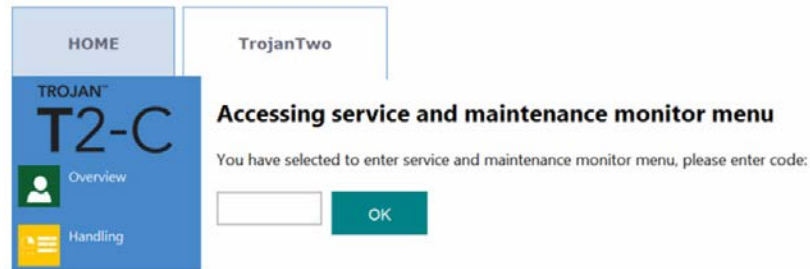 HOME
TrojanTwo
TROJAN™
T2-C
Overview
Handling
Accessing service and maintenance monitor menu
You have selected to enter service and maintenance monitor menu, please enter code:
OK